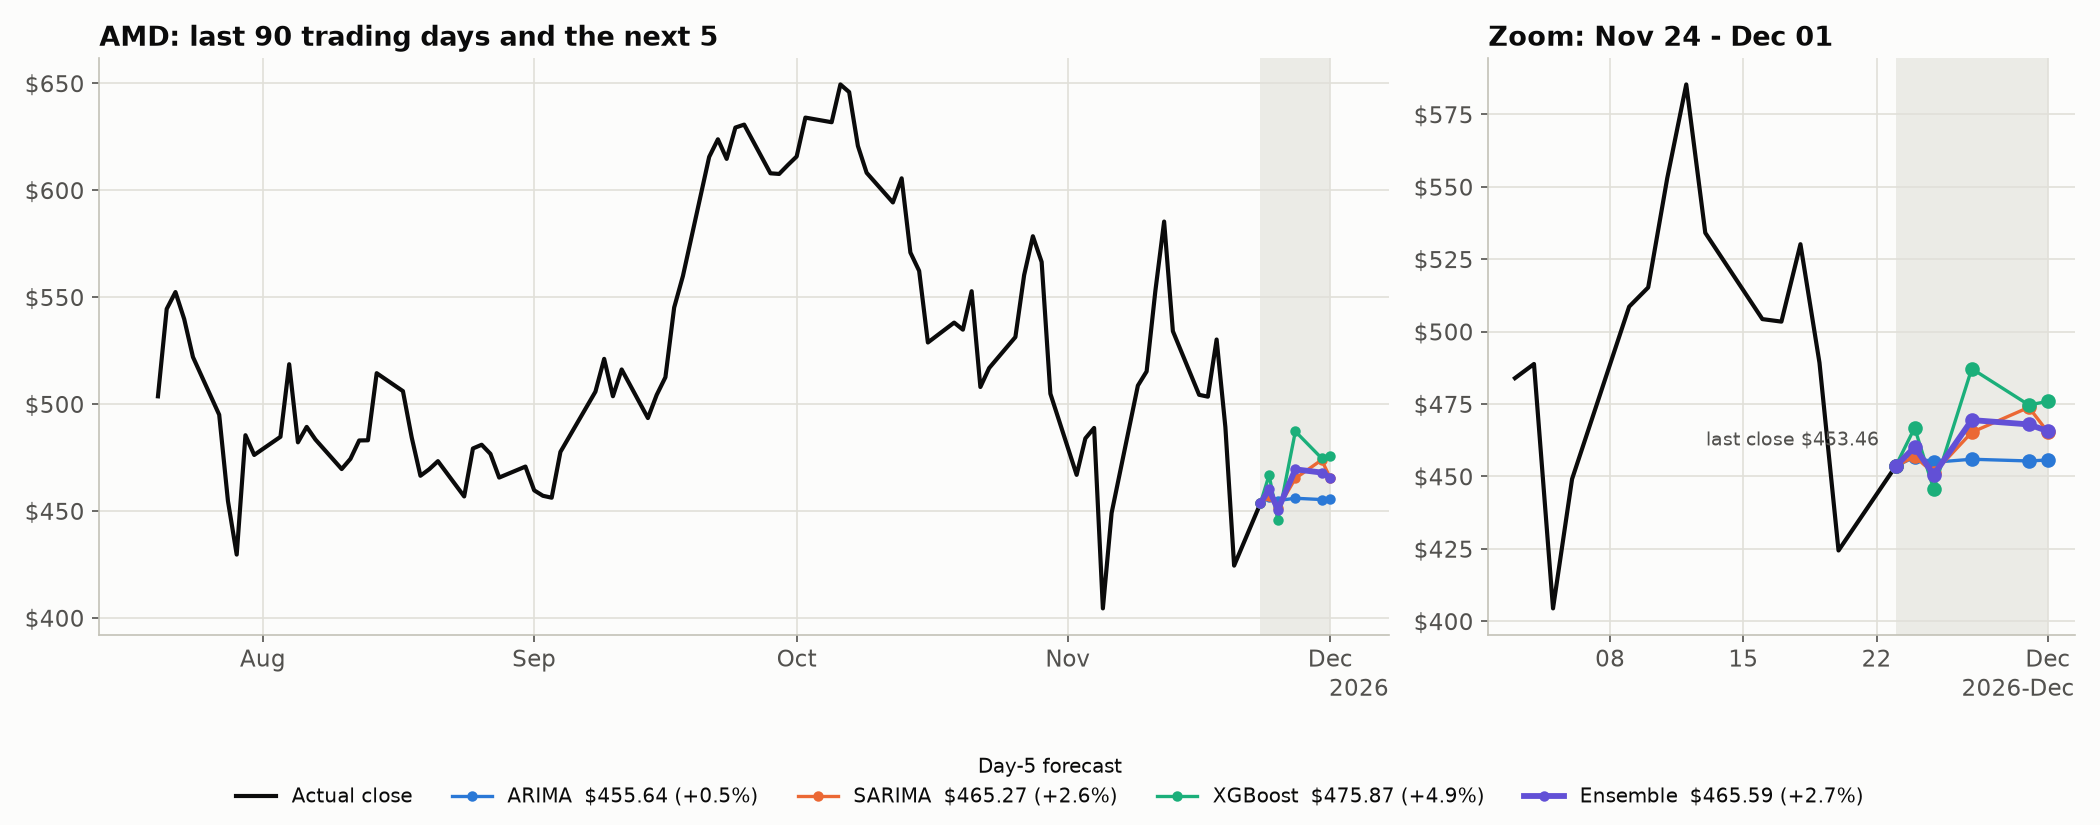 AMD: last 90 trading days and the next 5
$650
$600
$550
$500
$450
$400
Aug Sep Oct Nov Dec
2026
Zoom: Nov 24 - Dec 01
$575
$550
$525
$500
$475
$450
$425
$400
last close $453.46
08 15 22 Dec
2026-Dec
Day-5 forecast
Actual close ARIMA $455.64 (+0.5%) SARIMA $465.27 (+2.6%) XGBoost $475.87 (+4.9%) Ensemble $465.59 (+2.7%)